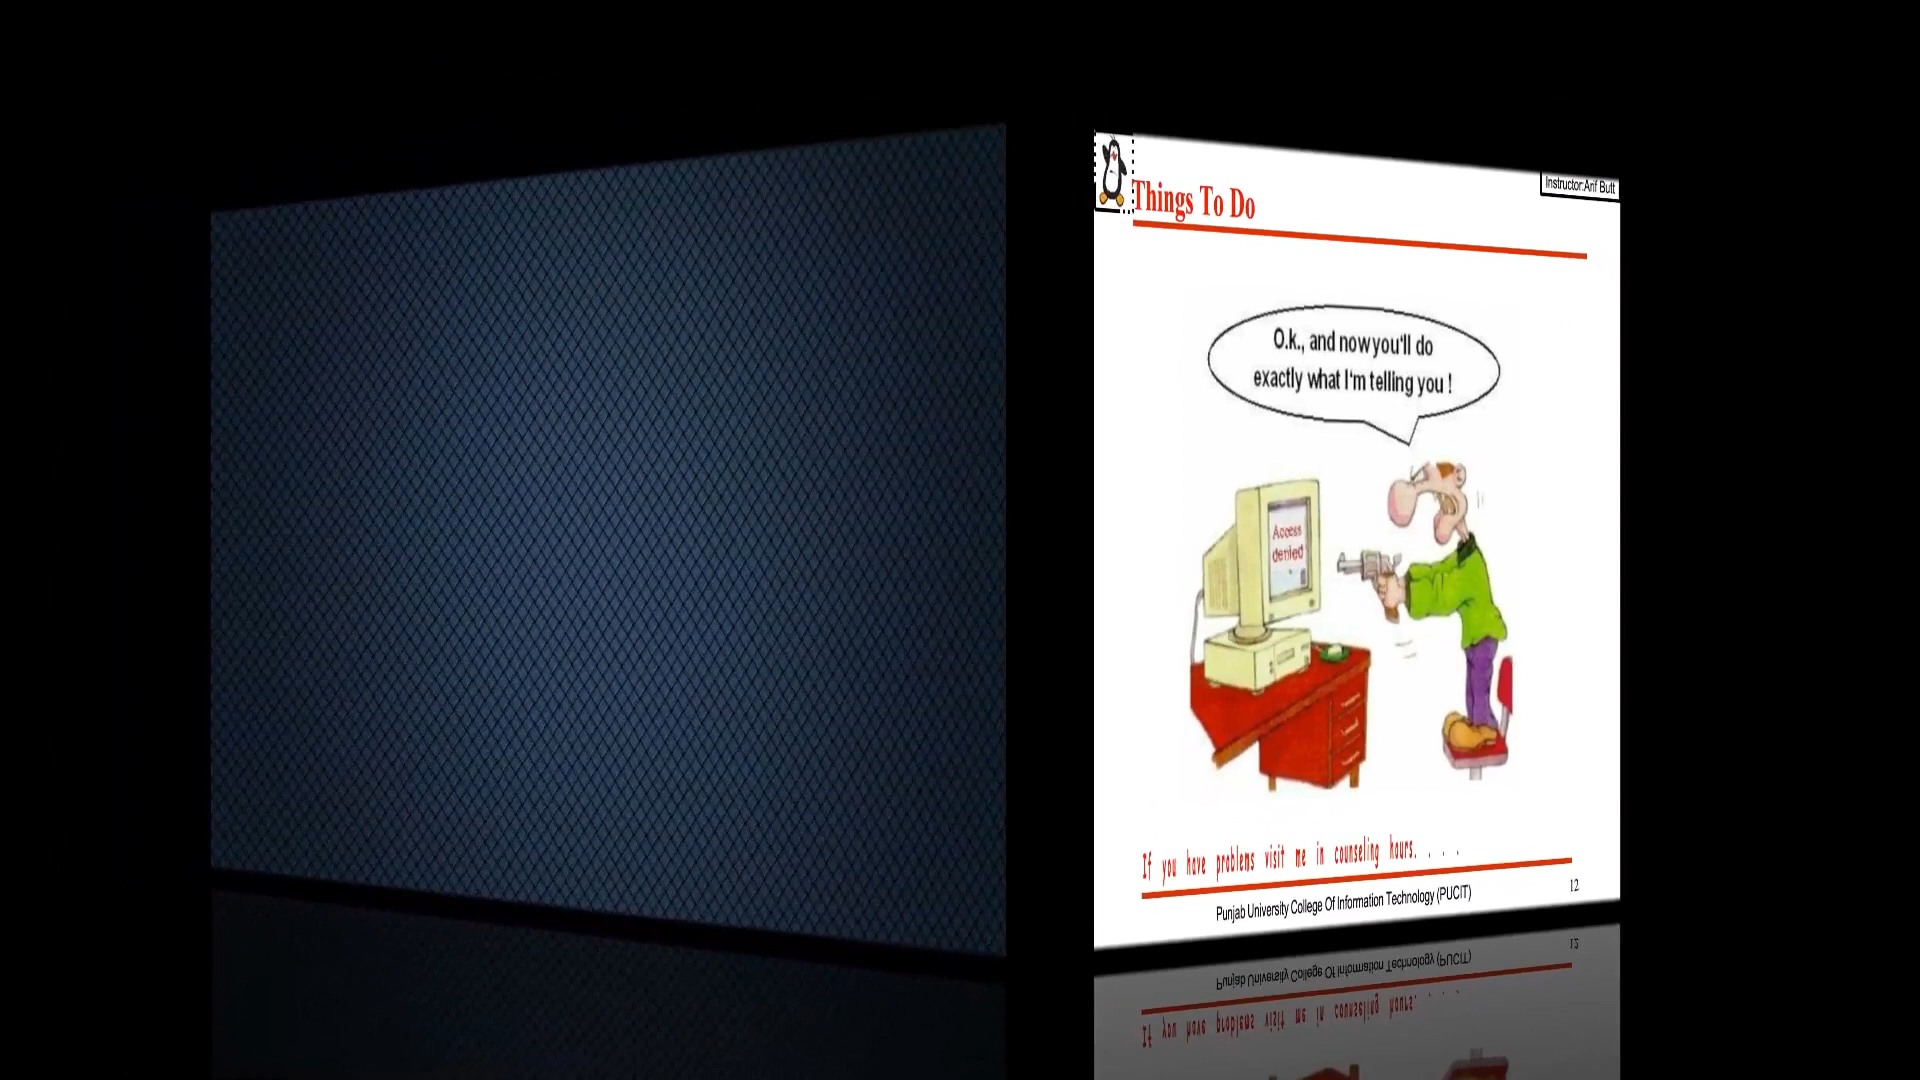 Things To Do
Instructor:Arif Butt
O.k., and now you'll do
exactly what I'm telling you !
Access
denied
If you have problems visit me in counseling hours. . . .
Punjab University College Of Information Technology (PUCIT)
12